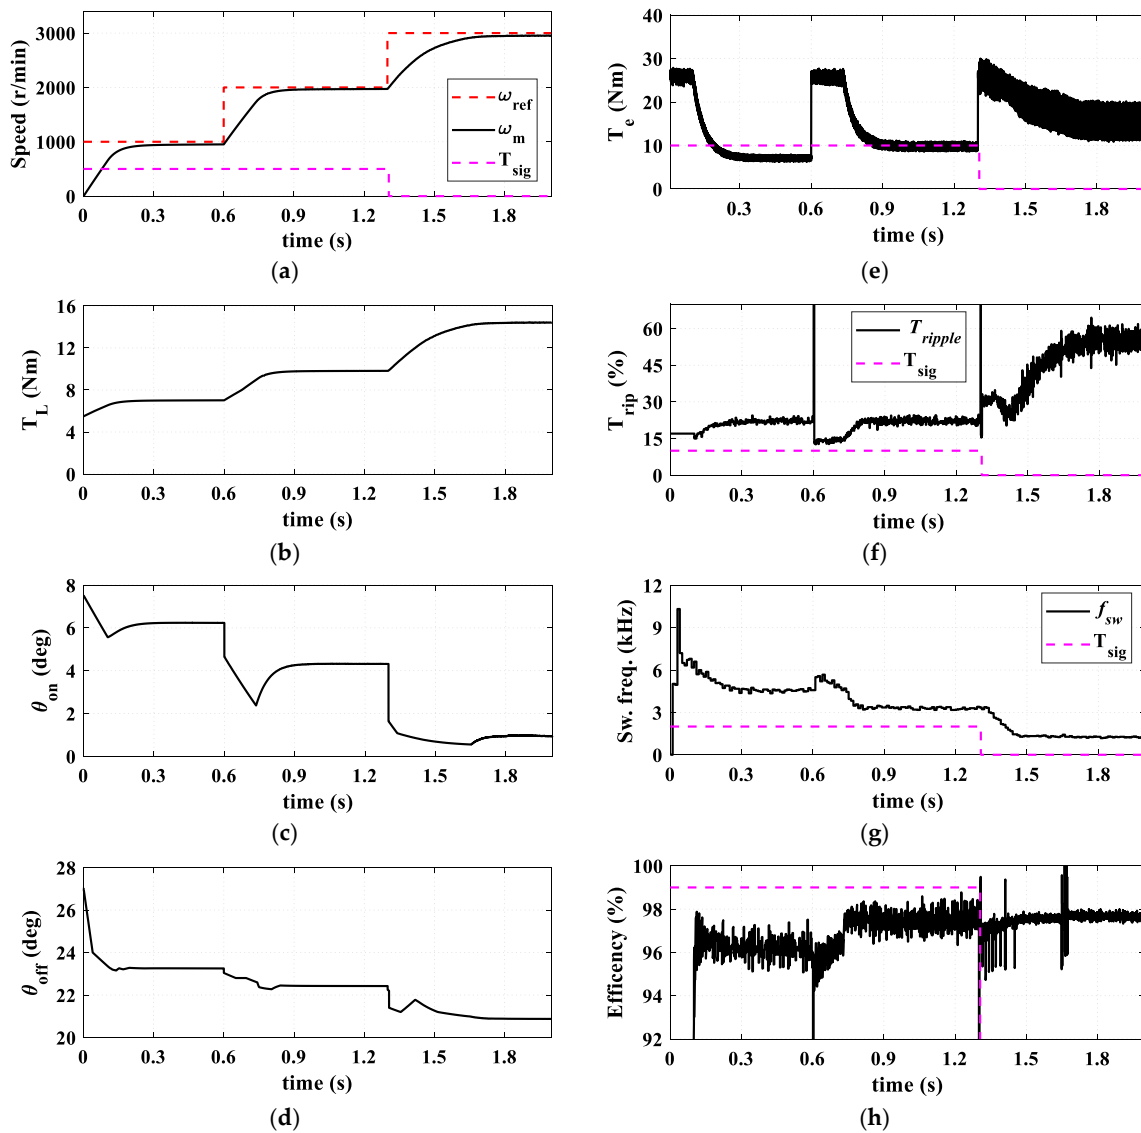 3000
2000
1000
0
Speed (r/min)
ω_ref
ω_m
T_sig
0 0.3 0.6 0.9 1.2 1.5 1.8
time (s)
(a)
40
30
20
10
0
T_e (Nm)
0.3 0.6 0.9 1.2 1.5 1.8
time (s)
(e)
16
12
8
4
0
T_L (Nm)
0 0.3 0.6 0.9 1.2 1.5 1.8
time (s)
(b)
60
45
30
15
0
T_rip (%)
T_ripple
T_sig
0 0.3 0.6 0.9 1.2 1.5 1.8
time (s)
(f)
8
6
4
2
0
θ_on (deg)
0 0.3 0.6 0.9 1.2 1.5 1.8
time (s)
(c)
12
9
6
3
0
Sw. freq. (kHz)
f_sw
T_sig
0 0.3 0.6 0.9 1.2 1.5 1.8
time (s)
(g)
28
26
24
22
20
θ_off (deg)
0 0.3 0.6 0.9 1.2 1.5 1.8
time (s)
(d)
100
98
96
94
92
Efficency (%)
0 0.3 0.6 0.9 1.2 1.5 1.8
time (s)
(h)